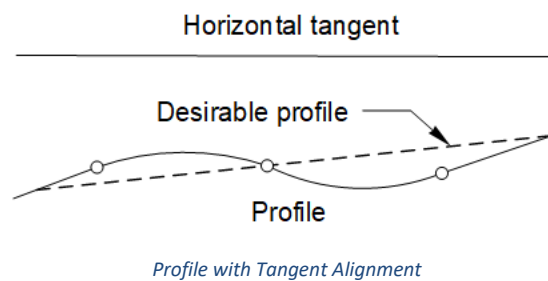 Horizontal tangent
Desirable profile
Profile
Profile with Tangent Alignment